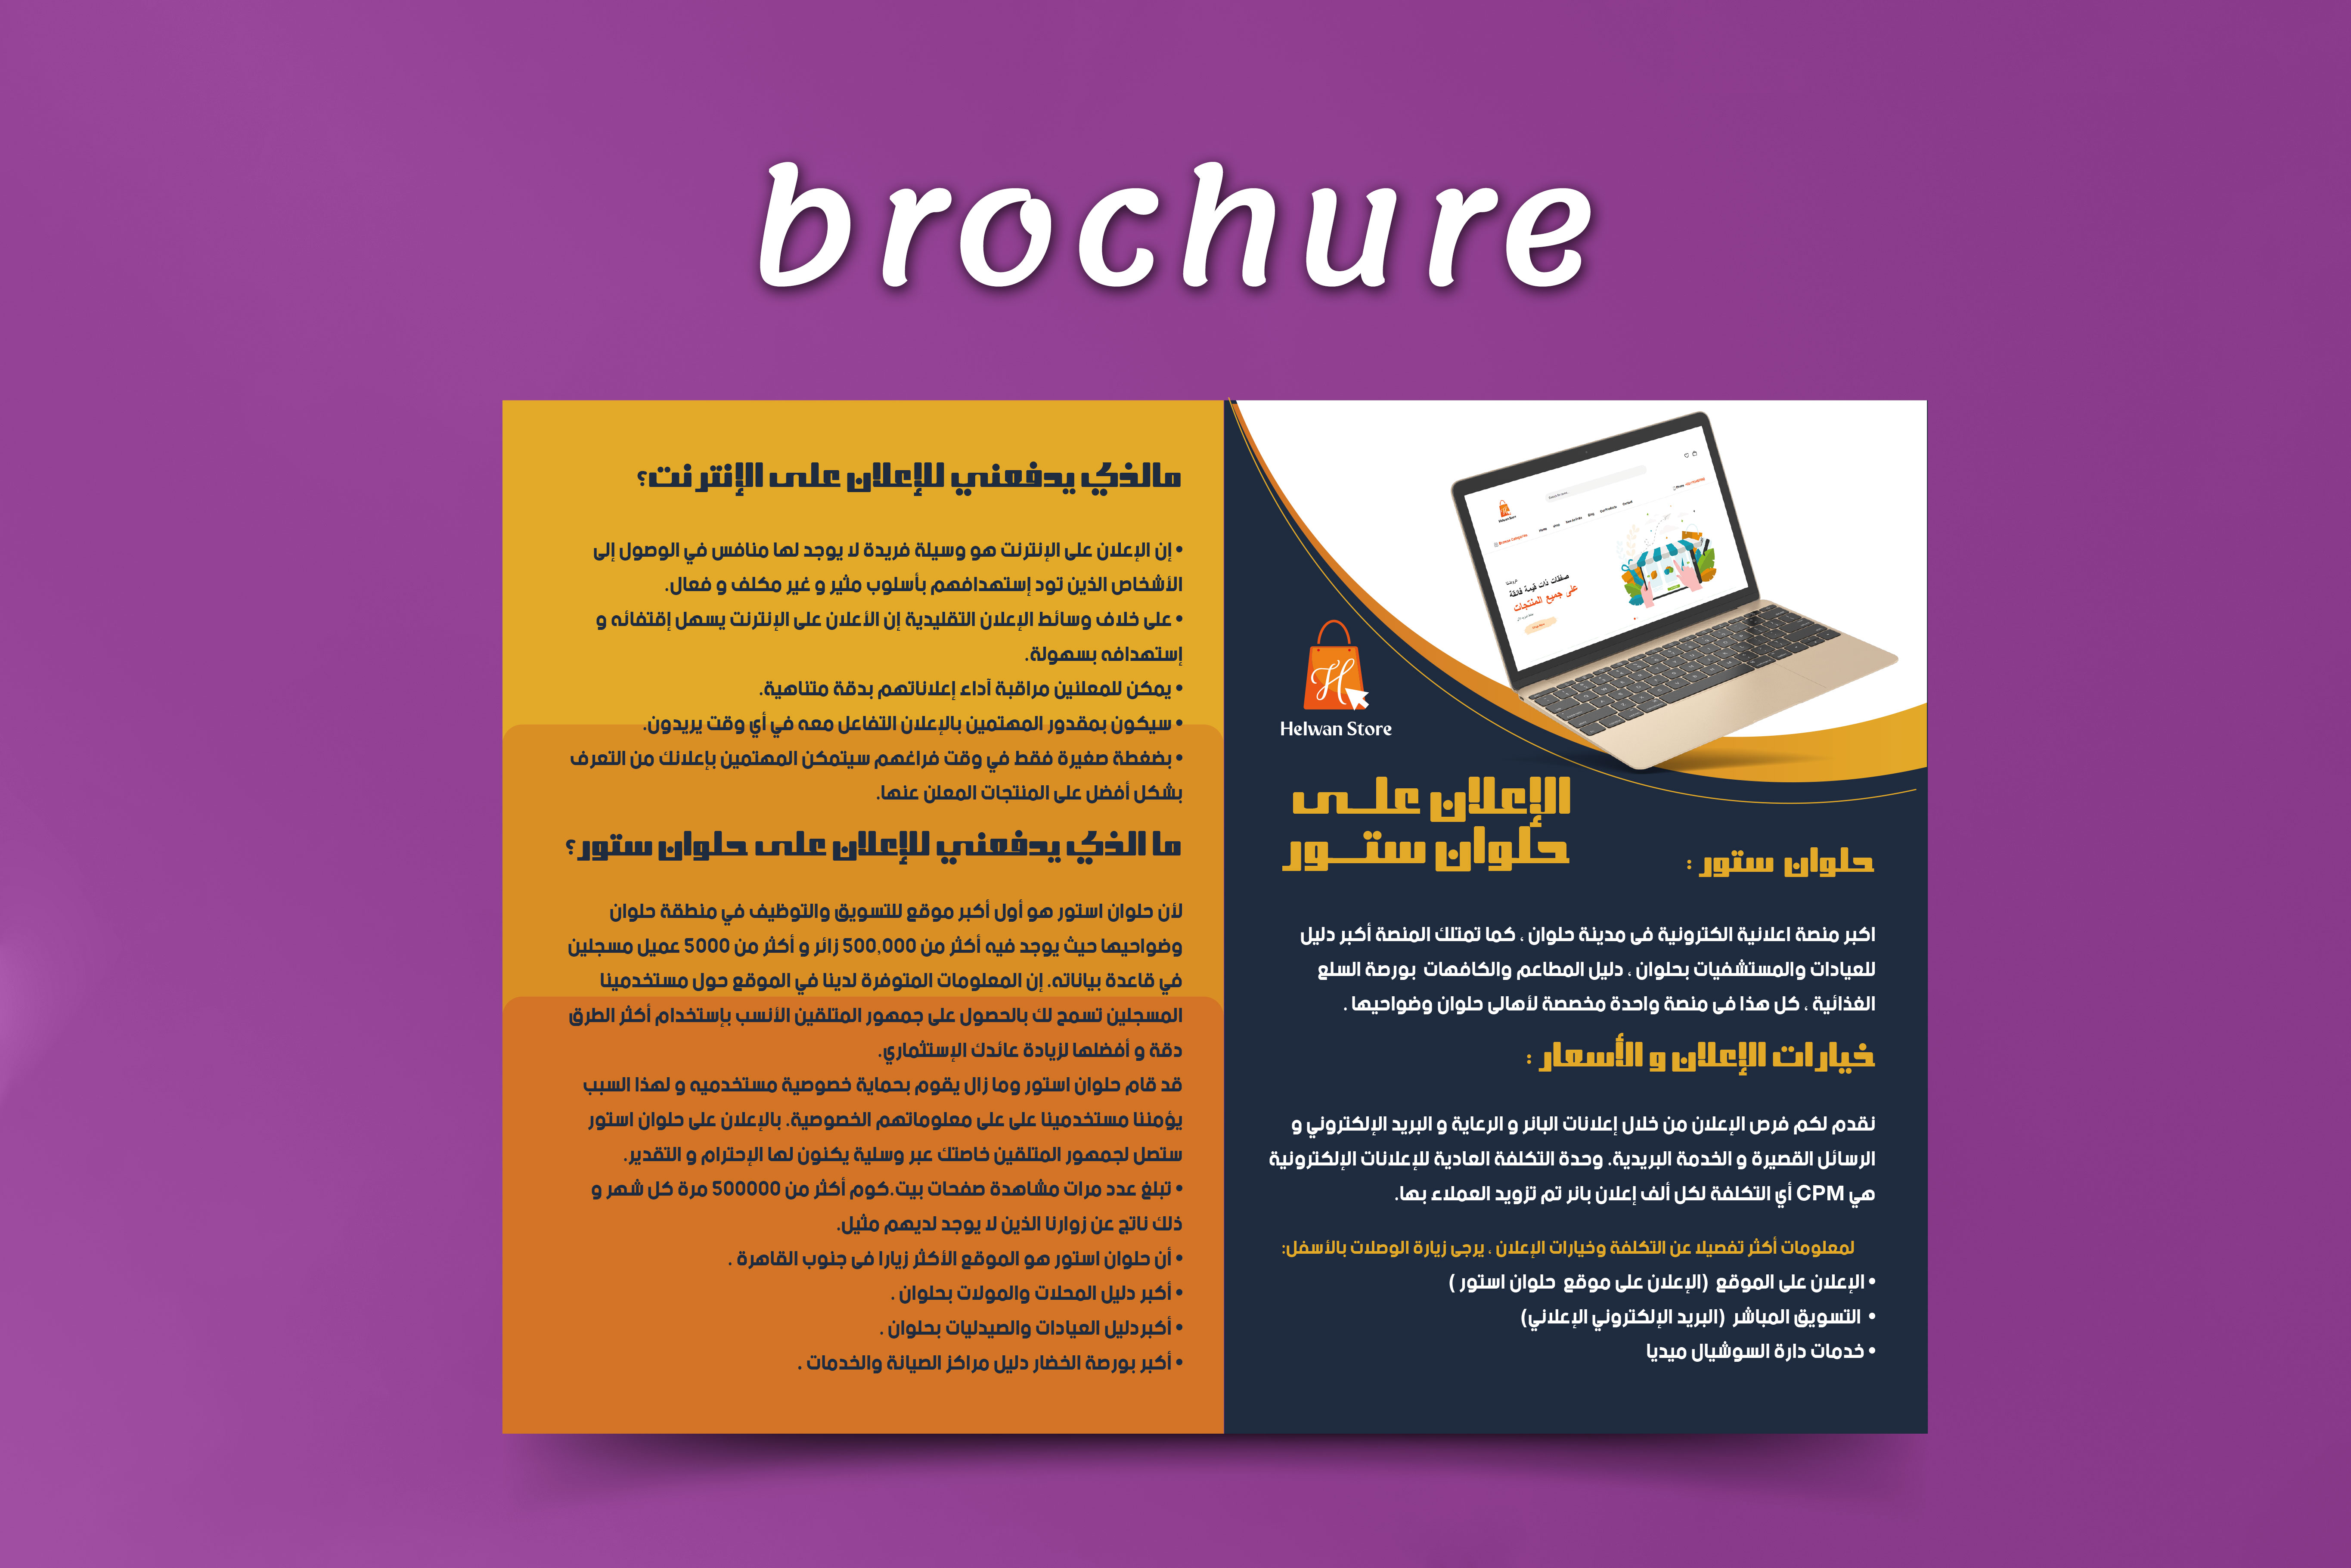 brochure
Helwan Store
صفقات ذات قيمة فائقة
على جميع المنتجات
الإعلان على
حلوان ستور
حلوان ستور :
اكبر منصة اعلانية الكترونية فى مدينة حلوان ، كما تمتلك المنصة أكبر دليل
للعيادات والمستشفيات بحلوان ، دليل المطاعم والكافهات بورصة السلع
الغذائية ، كل هذا فى منصة واحدة مخصصة لأهالى حلوان وضواحيها .
خيارات الإعلان و الأسعار :
نقدم لكم فرص الإعلان من خلال إعلانات البانر و الرعاية و البريد الإلكتروني و
الرسائل القصيرة و الخدمة البريدية. وحدة التكلفة العادية للإعلانات الإلكترونية
هي CPM أي التكلفة لكل ألف إعلان بانر تم تزويد العملاء بها.
لمعلومات أكثر تفصيلا عن التكلفة وخيارات الإعلان ، يرجى زيارة الوصلات بالأسفل:
• الإعلان على الموقع (الإعلان على موقع حلوان استور )
• التسويق المباشر (البريد الإلكتروني الإعلاني)
• خدمات دارة السوشيال ميديا
مالذي يدفعني للإعلان على الإنترنت؟
• إن الإعلان على الإنترنت هو وسيلة فريدة لا يوجد لها منافس في الوصول إلى
الأشخاص الذين تود إستهدافهم بأسلوب مثير و غير مكلف و فعال.
• على خلاف وسائط الإعلان التقليدية إن الأعلان على الإنترنت يسهل إقتفائه و
إستهدافه بسهولة.
• يمكن للمعلنين مراقبة أداء إعلاناتهم بدقة متناهية.
• سيكون بمقدور المهتمين بالإعلان التفاعل معه في أي وقت يريدون.
• بضغطة صغيرة فقط في وقت فراغهم سيتمكن المهتمين بإعلانك من التعرف
بشكل أفضل على المنتجات المعلن عنها.
ما الذي يدفعني للإعلان على حلوان ستور؟
لأن حلوان استور هو أول أكبر موقع للتسويق والتوظيف في منطقة حلوان
وضواحيها حيث يوجد فيه أكثر من 500,000 زائر و أكثر من 5000 عميل مسجلين
في قاعدة بياناته. إن المعلومات المتوفرة لدينا في الموقع حول مستخدمينا
المسجلين تسمح لك بالحصول على جمهور المتلقين الأنسب بإستخدام أكثر الطرق
دقة و أفضلها لزيادة عائدك الإستثماري.
قد قام حلوان استور وما زال يقوم بحماية خصوصية مستخدميه و لهذا السبب
يؤمننا مستخدمينا على على معلوماتهم الخصوصية. بالإعلان على حلوان استور
ستصل لجمهور المتلقين خاصتك عبر وسلية يكنون لها الإحترام و التقدير.
• تبلغ عدد مرات مشاهدة صفحات بيت.كوم أكثر من 500000 مرة كل شهر و
ذلك ناتج عن زوارنا الذين لا يوجد لديهم مثيل.
• أن حلوان استور هو الموقع الأكثر زيارا فى جنوب القاهرة .
• أكبر دليل المحلات والمولات بحلوان .
• أكبردليل العيادات والصيدليات بحلوان .
• أكبر بورصة الخضار دليل مراكز الصيانة والخدمات .